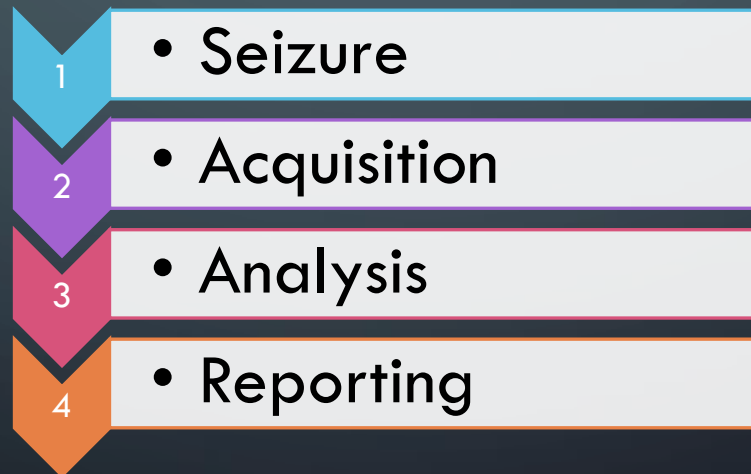 1 • Seizure
2 • Acquisition
3 • Analysis
4 • Reporting